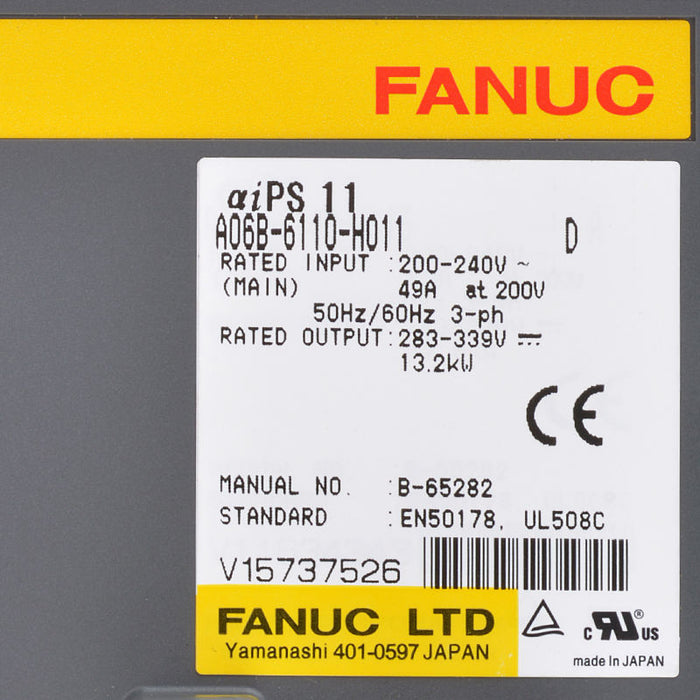 FANUC
αiPS 11
A06B-6110-H011 D
RATED INPUT :200-240V ~
(MAIN) 49A at 200V
50Hz/60Hz 3-ph
RATED OUTPUT:283-339V ⎓
13.2kW
CE
MANUAL NO. :B-65282
STANDARD :EN50178, UL508C
V15737526
FANUC LTD
Yamanashi 401-0597 JAPAN
c RU ® US
made in JAPAN